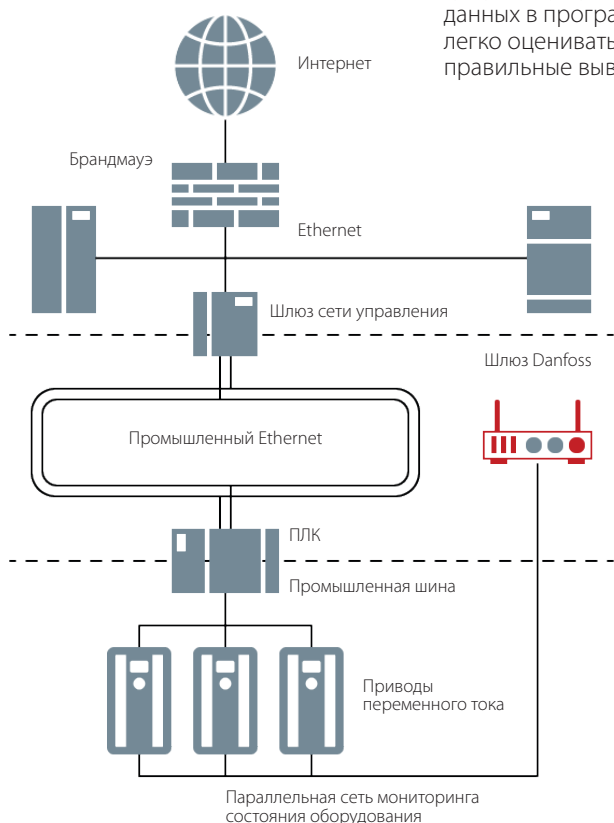 данных в програ
легко оценивать
правильные выв
Интернет
Брандмауэ
Ethernet
Шлюз сети управления
Шлюз Danfoss
Промышленный Ethernet
ПЛК
Промышленная шина
Приводы
переменного тока
Параллельная сеть мониторинга
состояния оборудования